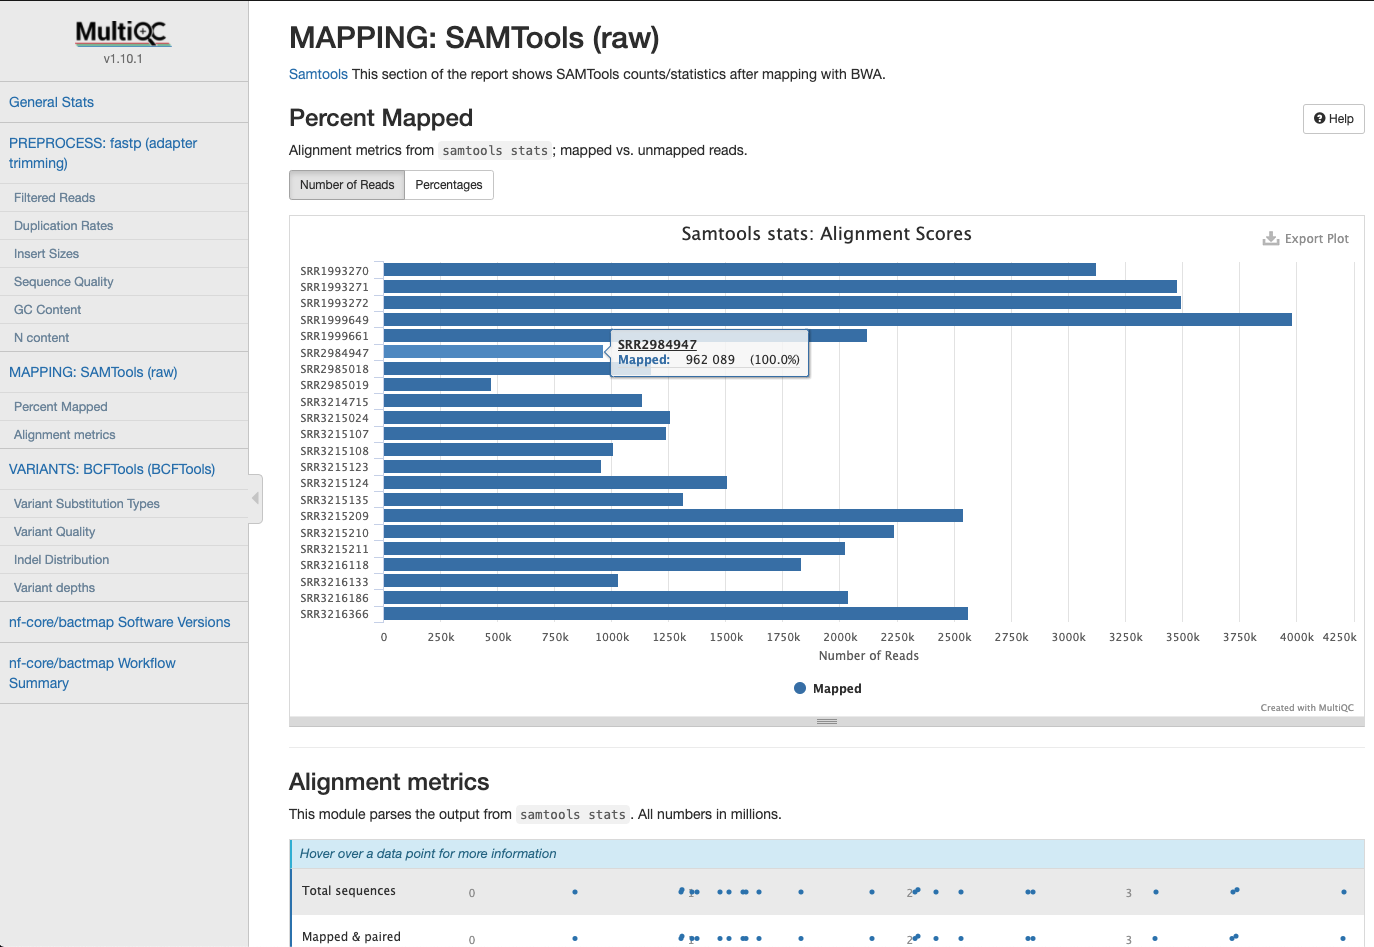 MultiQC
v1.10.1
General Stats
PREPROCESS: fastp (adapter
trimming)
Filtered Reads
Duplication Rates
Insert Sizes
Sequence Quality
GC Content
N content
MAPPING: SAMTools (raw)
Percent Mapped
Alignment metrics
VARIANTS: BCFTools (BCFTools)
Variant Substitution Types
Variant Quality
Indel Distribution
Variant depths
nf-core/bactmap Software Versions
nf-core/bactmap Workflow
Summary
MAPPING: SAMTools (raw)
Samtools This section of the report shows SAMTools counts/statistics after mapping with BWA.
Percent Mapped
Help
Alignment metrics from samtools stats; mapped vs. unmapped reads.
Number of Reads Percentages
Samtools stats: Alignment Scores
Export Plot
SRR1993270
SRR1993271
SRR1993272
SRR1999649
SRR1999661
SRR2984947
SRR2985018
SRR2985019
SRR3214715
SRR3215024
SRR3215107
SRR3215108
SRR3215123
SRR3215124
SRR3215135
SRR3215209
SRR3215210
SRR3215211
SRR3216118
SRR3216133
SRR3216186
SRR3216366
SRR2984947
Mapped: 962 089 (100.0%)
0 250k 500k 750k 1000k 1250k 1500k 1750k 2000k 2250k 2500k 2750k 3000k 3250k 3500k 3750k 4000k 4250k
Number of Reads
Mapped
Created with MultiQC
Alignment metrics
This module parses the output from samtools stats. All numbers in millions.
Hover over a data point for more information
Total sequences 0 1 2 3
Mapped & paired 0 1 2 3